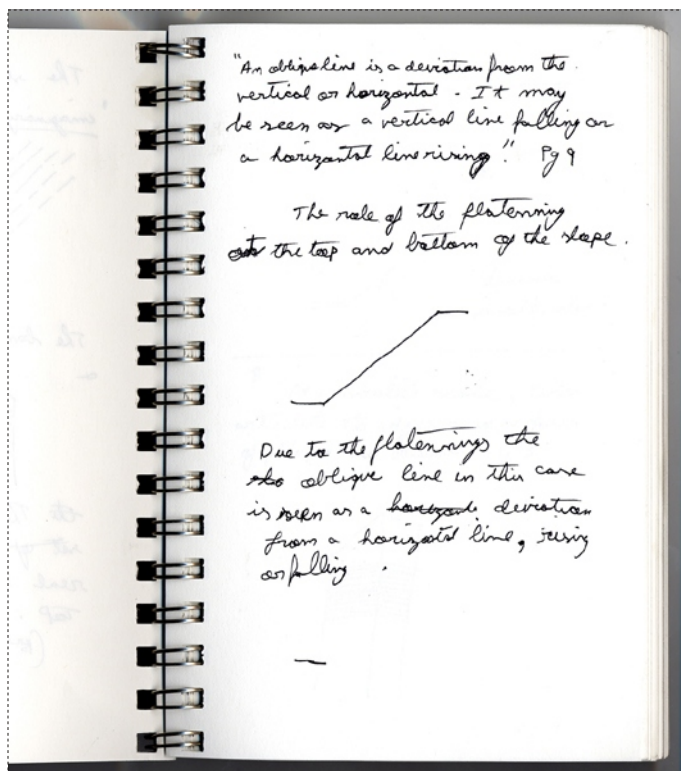 "An oblique line is a deviation from the
vertical or horizontal - It may
be seen as a vertical line falling or
a horizontal line rising". Pg 9
The role of the flatenning
at the top and bottom of the slope.
Due to the flatennings the
oblique line in this case
is seen as a deviation
from a horizontal line, rising
or falling.